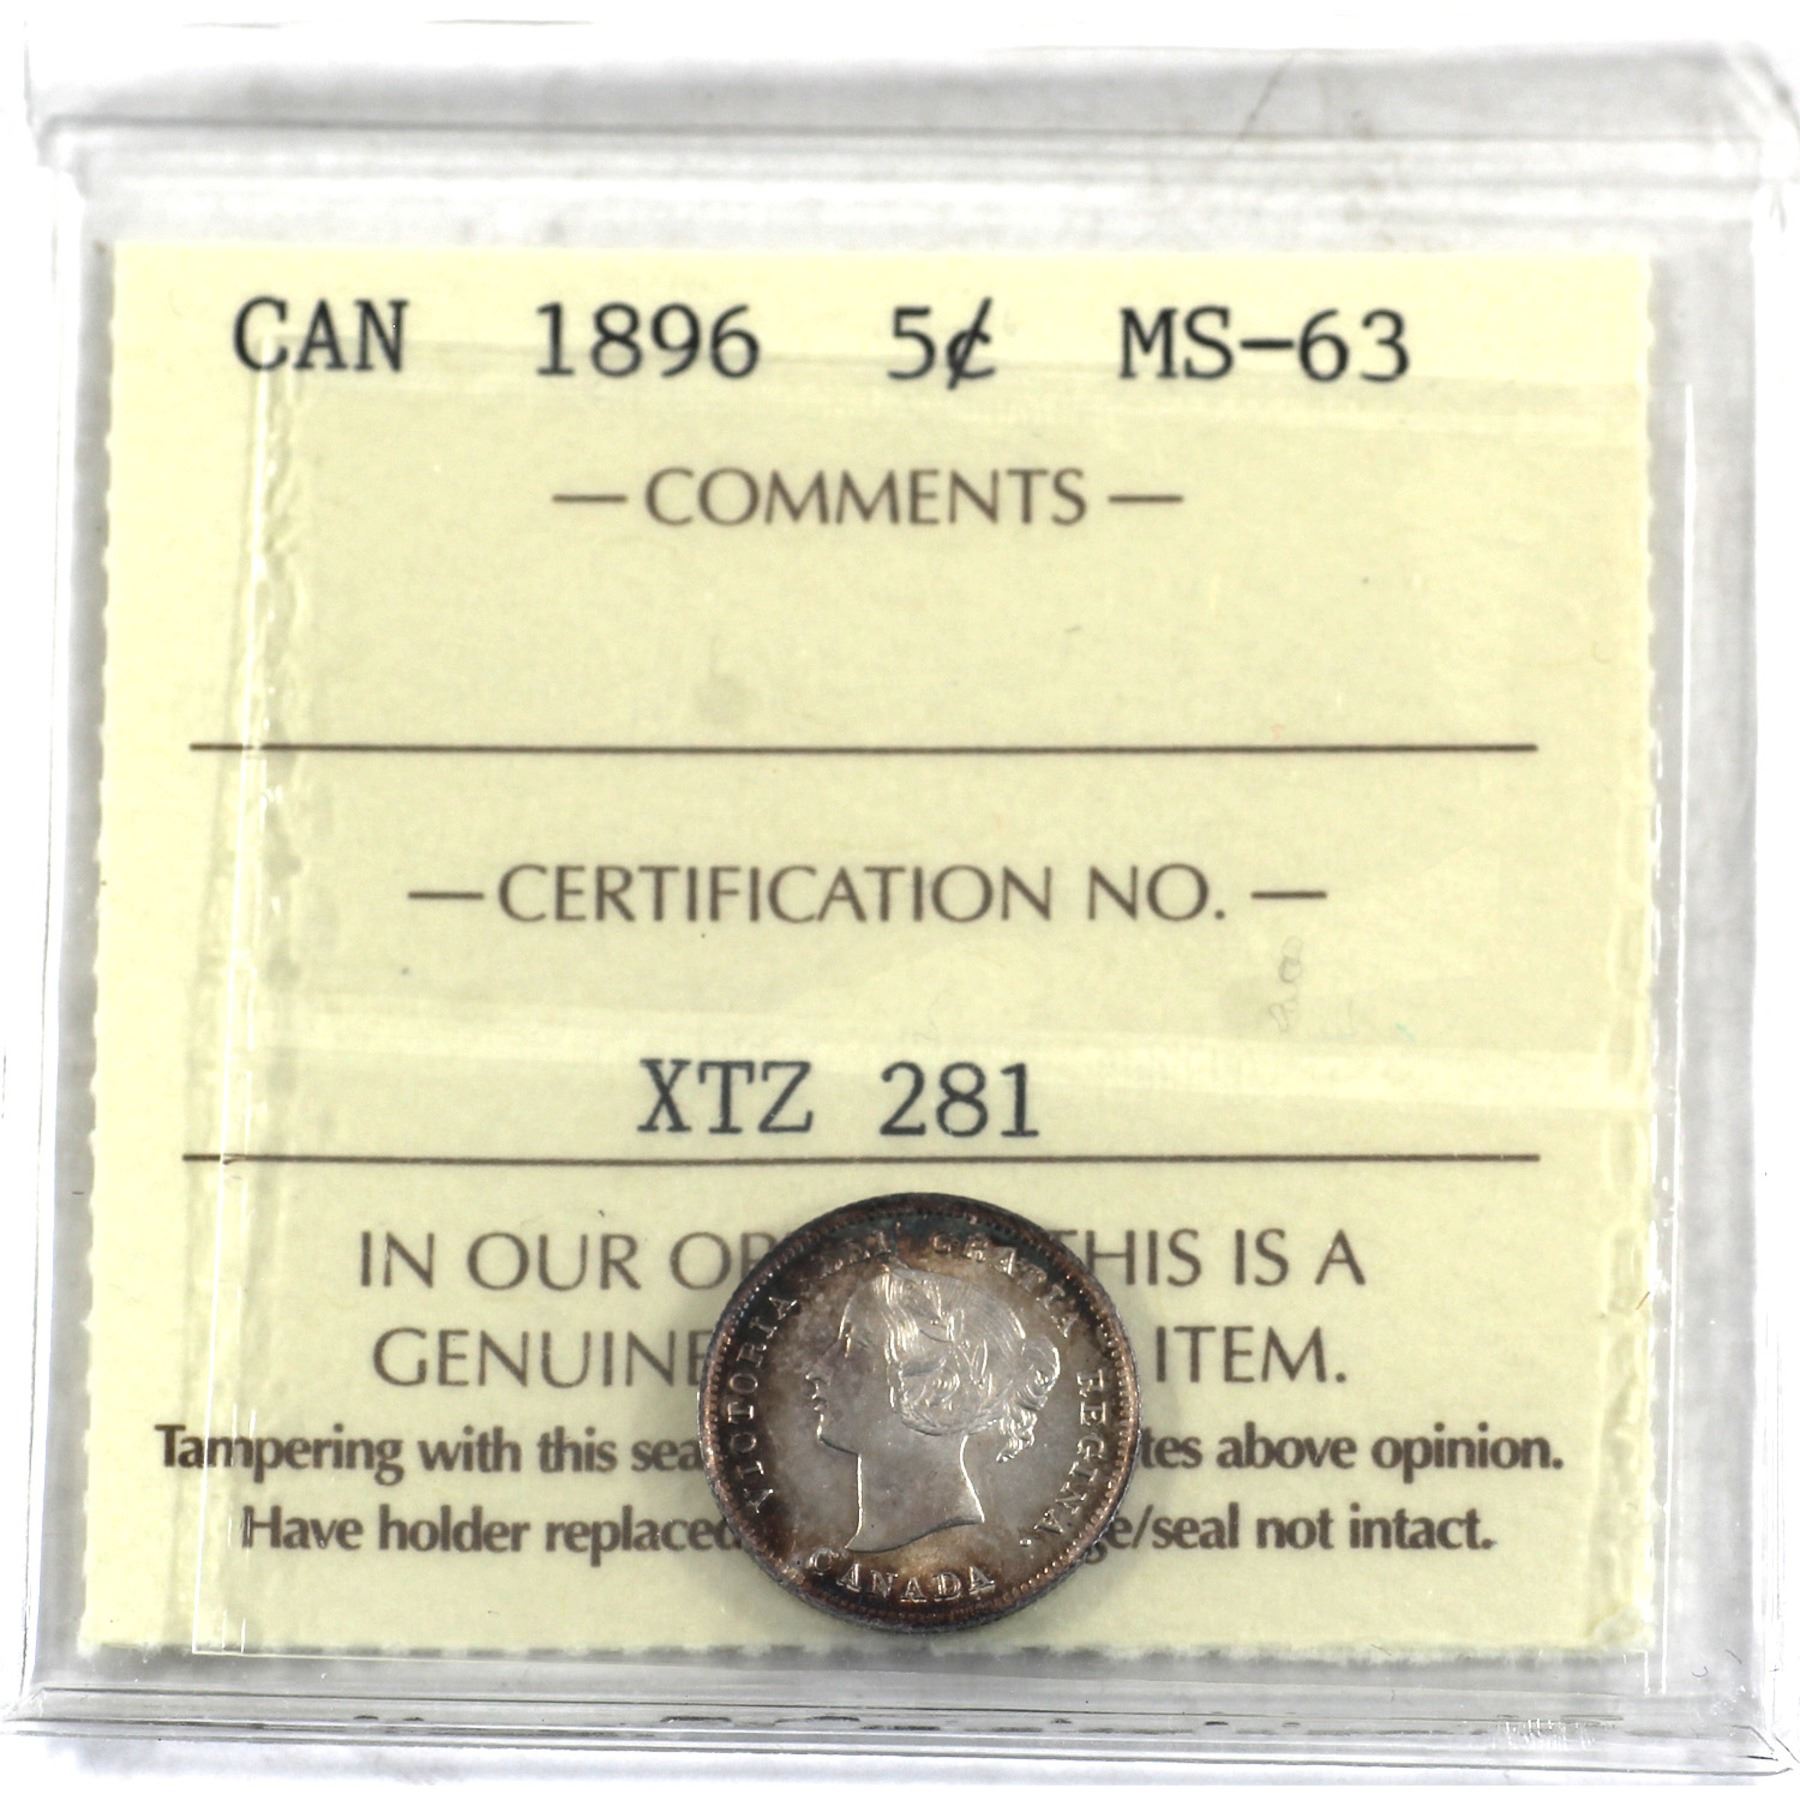 CAN 1896 5¢ MS-63
— COMMENTS —
— CERTIFICATION NO. —
XTZ 281
IN OUR OP THIS IS A
GENUINE ITEM.
Tampering with this sea tes above opinion.
Have holder replaced e/seal not intact.
VICTORIA DEI GRATIA REGINA.
CANADA